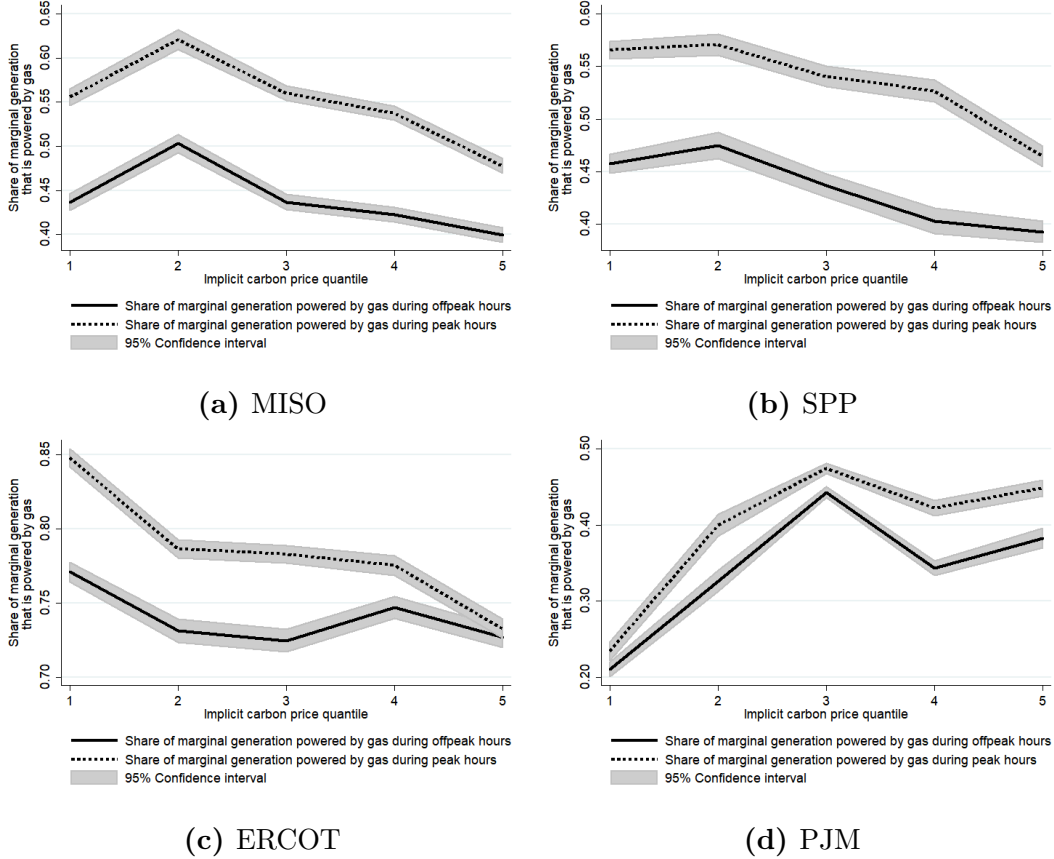 Share of marginal generation
that is powered by gas
0.65
0.60
0.55
0.50
0.45
0.40
1 2 3 4 5
Implicit carbon price quantile
Share of marginal generation powered by gas during offpeak hours
Share of marginal generation powered by gas during peak hours
95% Confidence interval
(a) MISO
Share of marginal generation
that is powered by gas
0.60
0.55
0.50
0.45
0.40
1 2 3 4 5
Implicit carbon price quantile
Share of marginal generation powered by gas during offpeak hours
Share of marginal generation powered by gas during peak hours
95% Confidence interval
(b) SPP
Share of marginal generation
that is powered by gas
0.85
0.80
0.75
0.70
1 2 3 4 5
Implicit carbon price quantile
Share of marginal generation powered by gas during offpeak hours
Share of marginal generation powered by gas during peak hours
95% Confidence interval
(c) ERCOT
Share of marginal generation
that is powered by gas
0.50
0.40
0.30
0.20
1 2 3 4 5
Implicit carbon price quantile
Share of marginal generation powered by gas during offpeak hours
Share of marginal generation powered by gas during peak hours
95% Confidence interval
(d) PJM